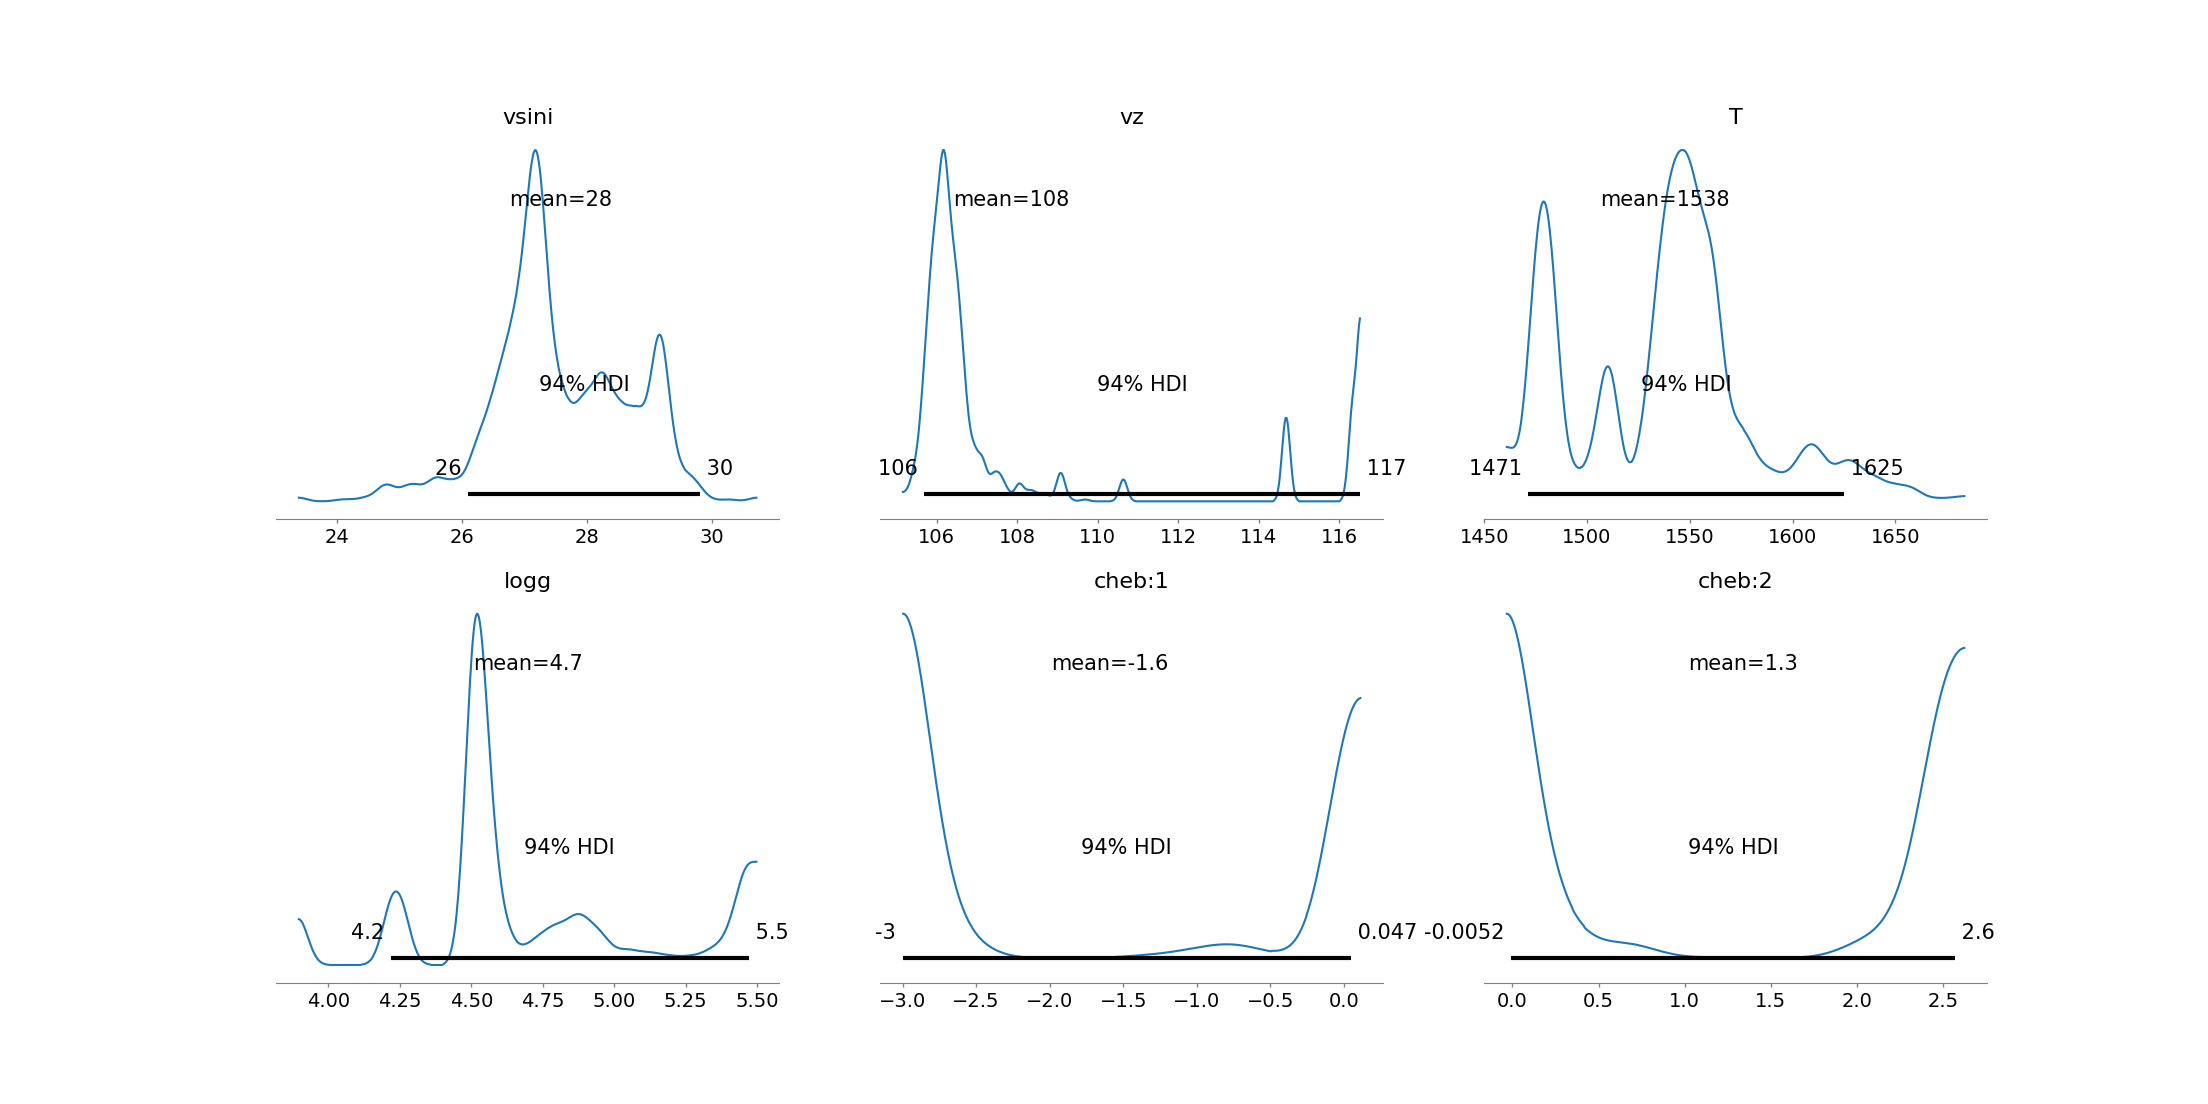 vsini
mean=28
94% HDI
26 30
24 26 28 30
vz
mean=108
94% HDI
106 117
106 108 110 112 114 116
T
mean=1538
94% HDI
1471 1625
1450 1500 1550 1600 1650
logg
mean=4.7
94% HDI
4.2 5.5
4.00 4.25 4.50 4.75 5.00 5.25 5.50
cheb:1
mean=-1.6
94% HDI
-3 0.047
−3.0 −2.5 −2.0 −1.5 −1.0 −0.5 0.0
cheb:2
mean=1.3
94% HDI
-0.0052 2.6
0.0 0.5 1.0 1.5 2.0 2.5